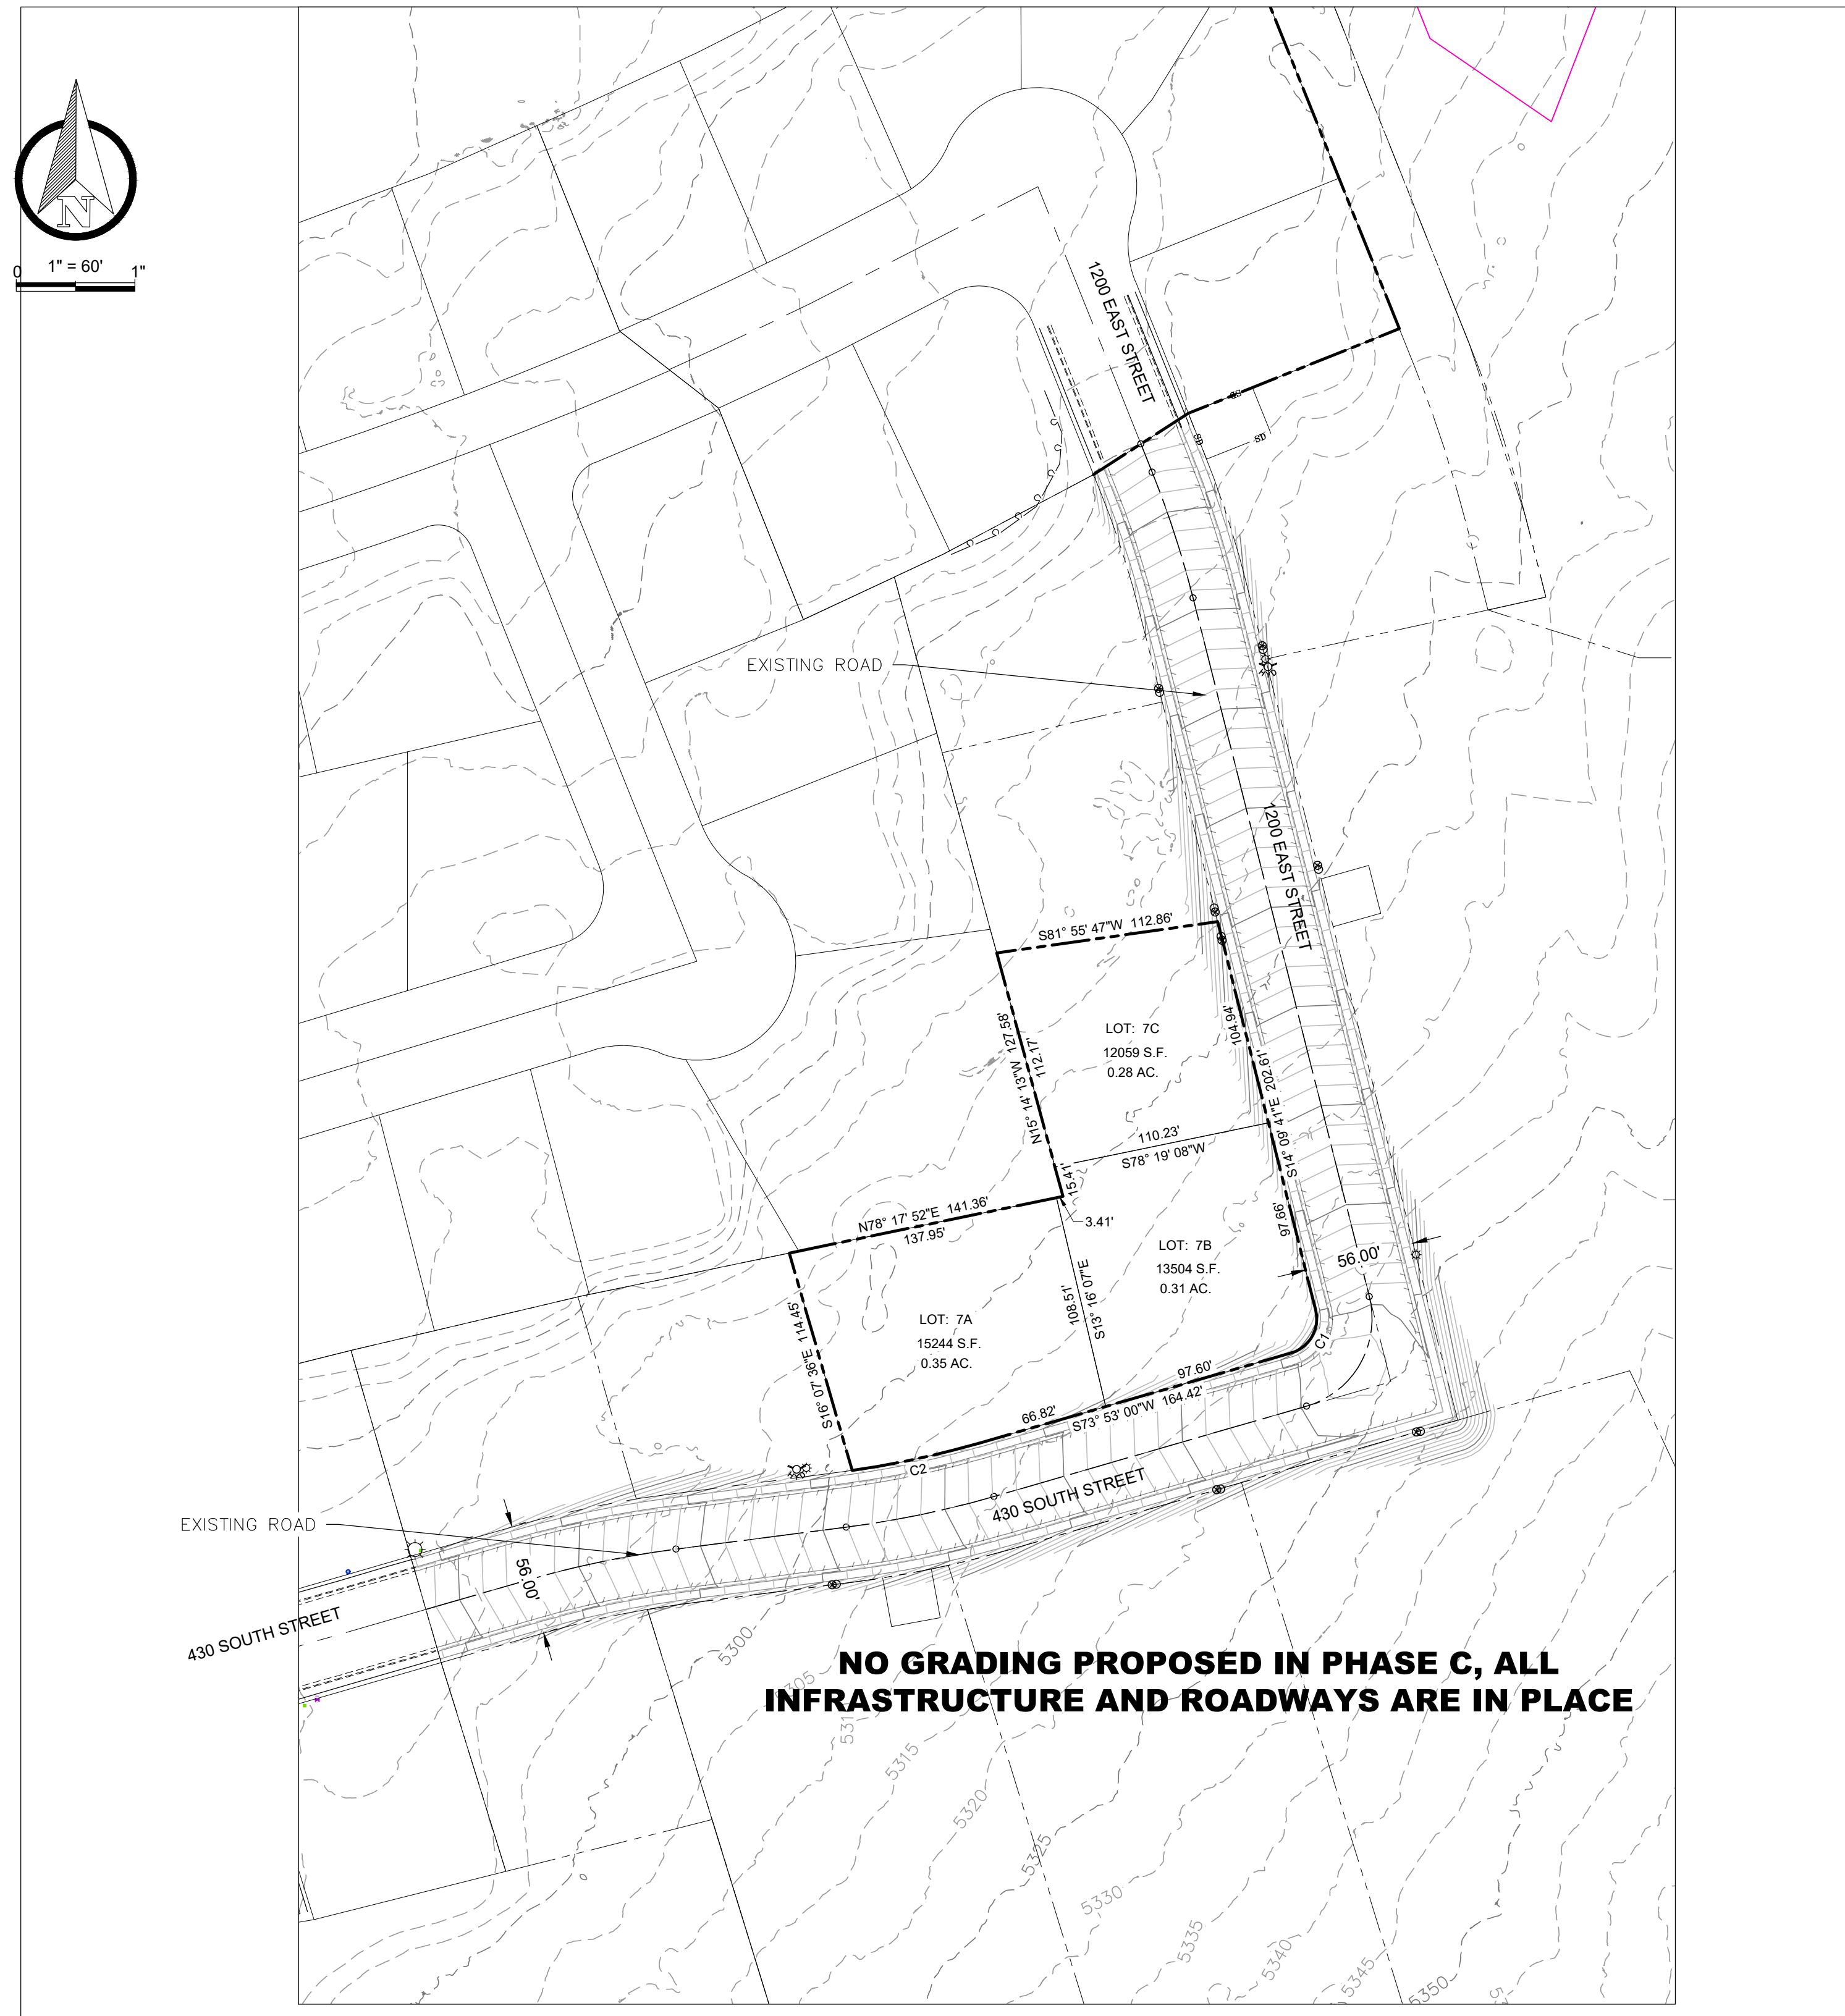 N
0 1" = 60' 1"
1200 EAST STREET
SD
SD
SD
EXISTING ROAD
1200 EAST STREET
S81° 55' 47"W 112.86'
104.94'
N15° 14' 13"W 127.58'
112.17'
LOT: 7C
12059 S.F.
0.28 AC.
S14° 09' 41"E 202.61'
110.23'
S78° 19' 08"W
15.41'
3.41'
N78° 17' 52"E 141.36'
137.95'
97.66'
LOT: 7B
13504 S.F.
0.31 AC.
56.00'
108.51'
S13° 16' 07"E
S16° 07' 36"E 114.45'
LOT: 7A
15244 S.F.
0.35 AC.
C1
97.60'
S73° 53' 00"W 164.42'
66.82'
C2
430 SOUTH STREET
EXISTING ROAD
56.00'
430 SOUTH STREET
NO GRADING PROPOSED IN PHASE C, ALL
INFRASTRUCTURE AND ROADWAYS ARE IN PLACE
5300
5305
5315
5320
5325
5330
5335
5340
5345
5350